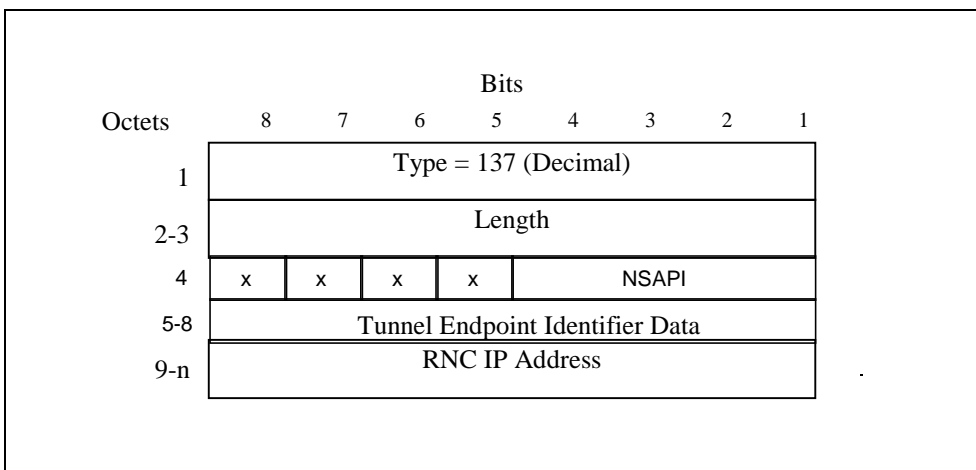 Bits
Octets 8 7 6 5 4 3 2 1
1 Type = 137 (Decimal)
2-3 Length
4 x x x x NSAPI
5-8 Tunnel Endpoint Identifier Data
9-n RNC IP Address .